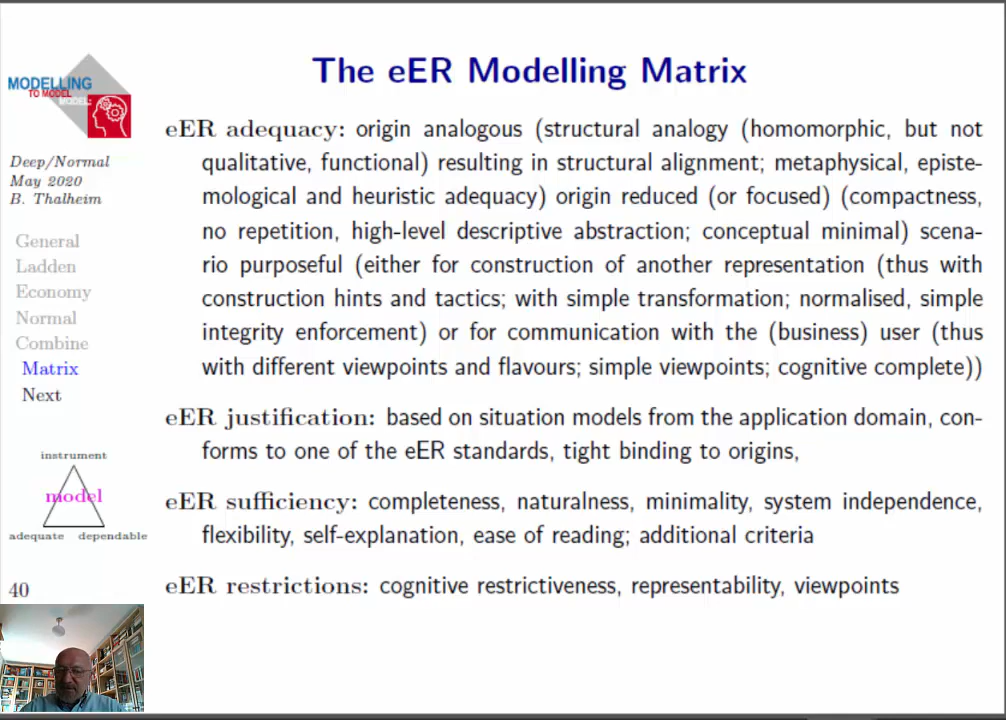 The eER Modelling Matrix
MODELLING
TO MODEL
MODEL:
Deep/Normal
May 2020
B. Thalheim
General
Ladden
Economy
Normal
Combine
Matrix
Next
instrument
model
adequate dependable
40
eER adequacy: origin analogous (structural analogy (homomorphic, but not
qualitative, functional) resulting in structural alignment; metaphysical, episte-
mological and heuristic adequacy) origin reduced (or focused) (compactness,
no repetition, high-level descriptive abstraction; conceptual minimal) scena-
rio purposeful (either for construction of another representation (thus with
construction hints and tactics; with simple transformation; normalised, simple
integrity enforcement) or for communication with the (business) user (thus
with different viewpoints and flavours; simple viewpoints; cognitive complete))
eER justification: based on situation models from the application domain, con-
forms to one of the eER standards, tight binding to origins,
eER sufficiency: completeness, naturalness, minimality, system independence,
flexibility, self-explanation, ease of reading; additional criteria
eER restrictions: cognitive restrictiveness, representability, viewpoints